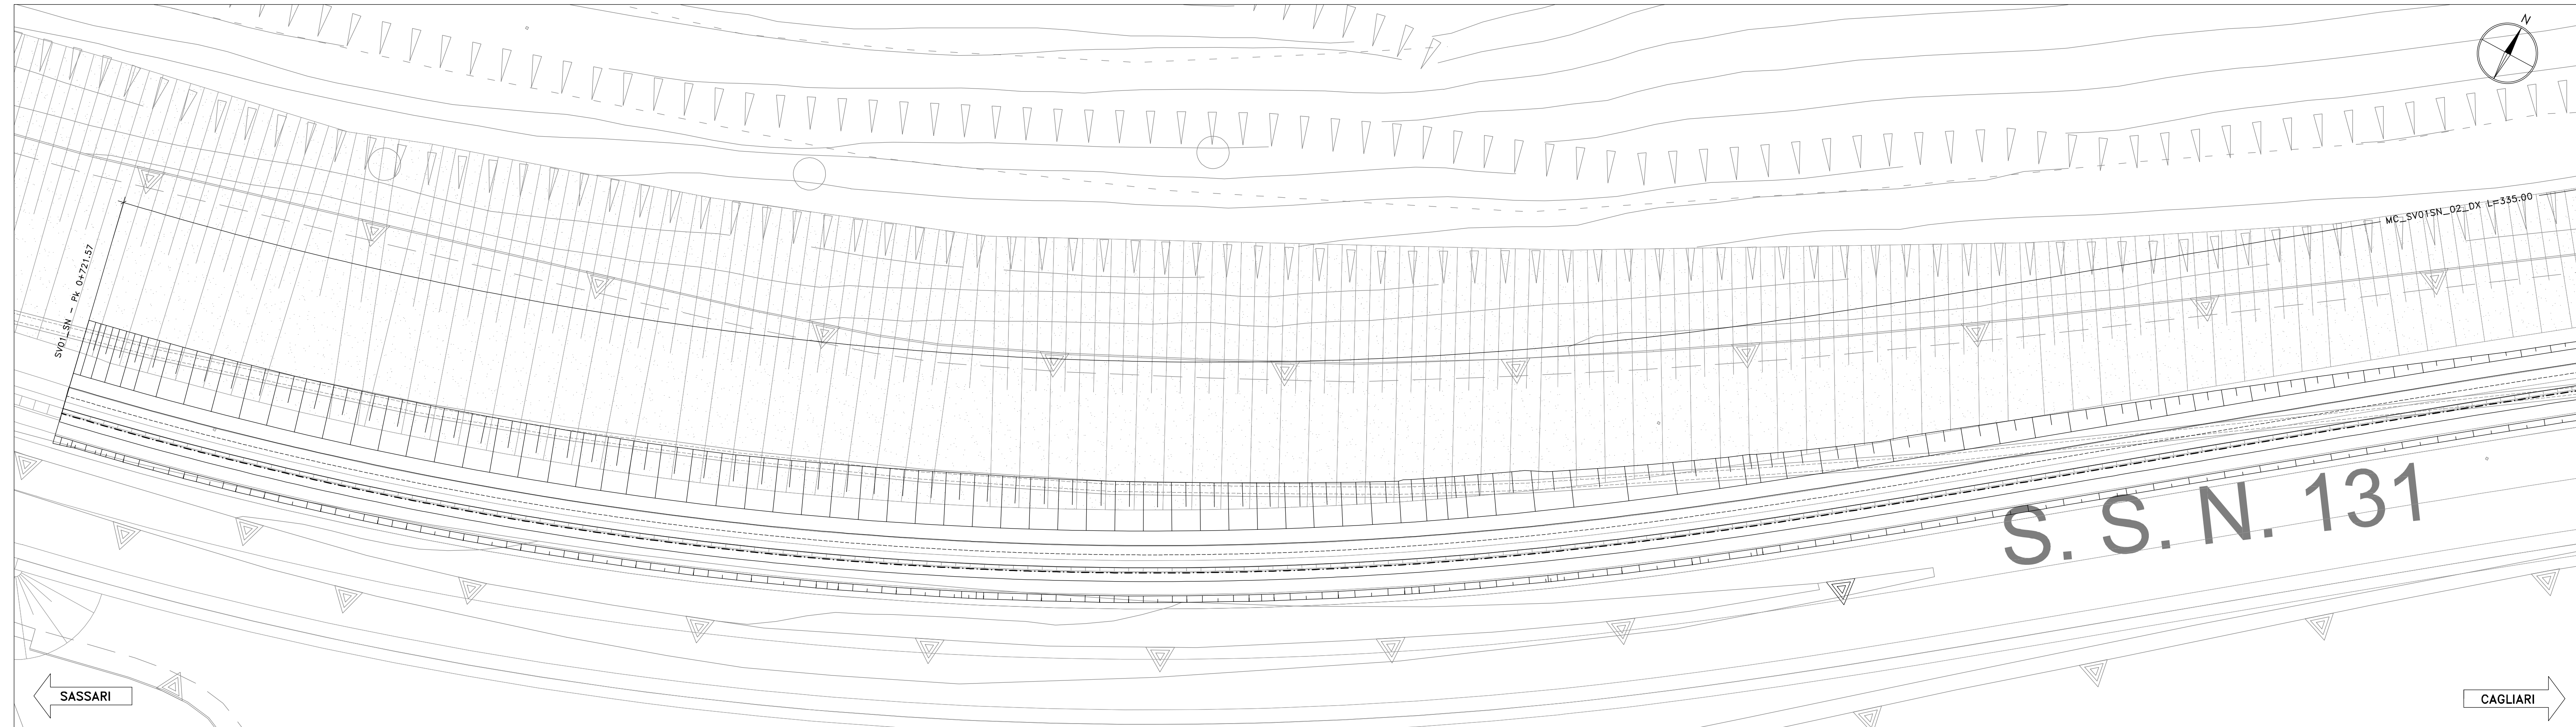 N
MC_SV01SN_02_DX L=335.00
SV01_SN – Pk 0+721.57
S. S. N. 131
SASSARI
CAGLIARI